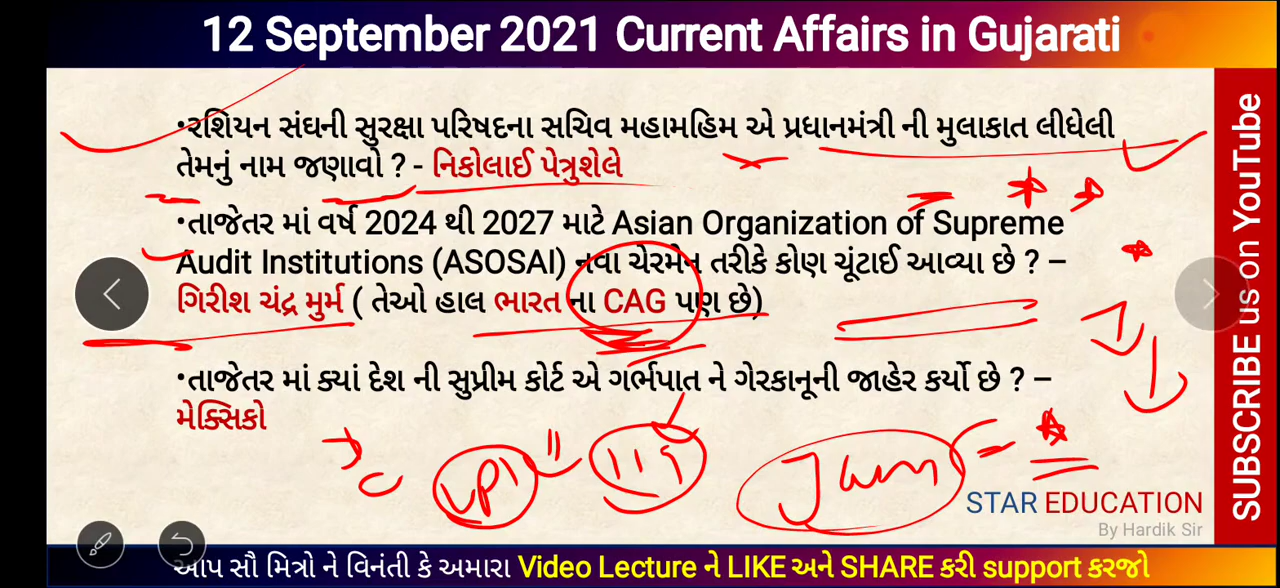 12 September 2021 Current Affairs in Gujarati
•રશિયન સંઘની સુરક્ષા પરિષદના સચિવ મહામહિમ એ પ્રધાનમંત્રી ની મુલાકાત લીધેલી
તેમનું નામ જણાવો ? - નિકોલાઈ પેત્રુશેલે
•તાજેતર માં વર્ષ 2024 થી 2027 માટે Asian Organization of Supreme
Audit Institutions (ASOSAI) નવા ચેરમેન તરીકે કોણ ચૂંટાઈ આવ્યા છે ? –
ગિરીશ ચંદ્ર મુર્મ ( તેઓ હાલ ભારત ના CAG પણ છે)
•તાજેતર માં ક્યાં દેશ ની સુપ્રીમ કોર્ટ એ ગર્ભપાત ને ગેરકાનૂની જાહેર કર્યો છે ? –
મેક્સિકો
STAR EDUCATION
By Hardik Sir
આપ સૌ મિત્રો ને વિનંતી કે અમારા Video Lecture ને LIKE અને SHARE કરી support કરજો
SUBSCRIBE us on YouTube